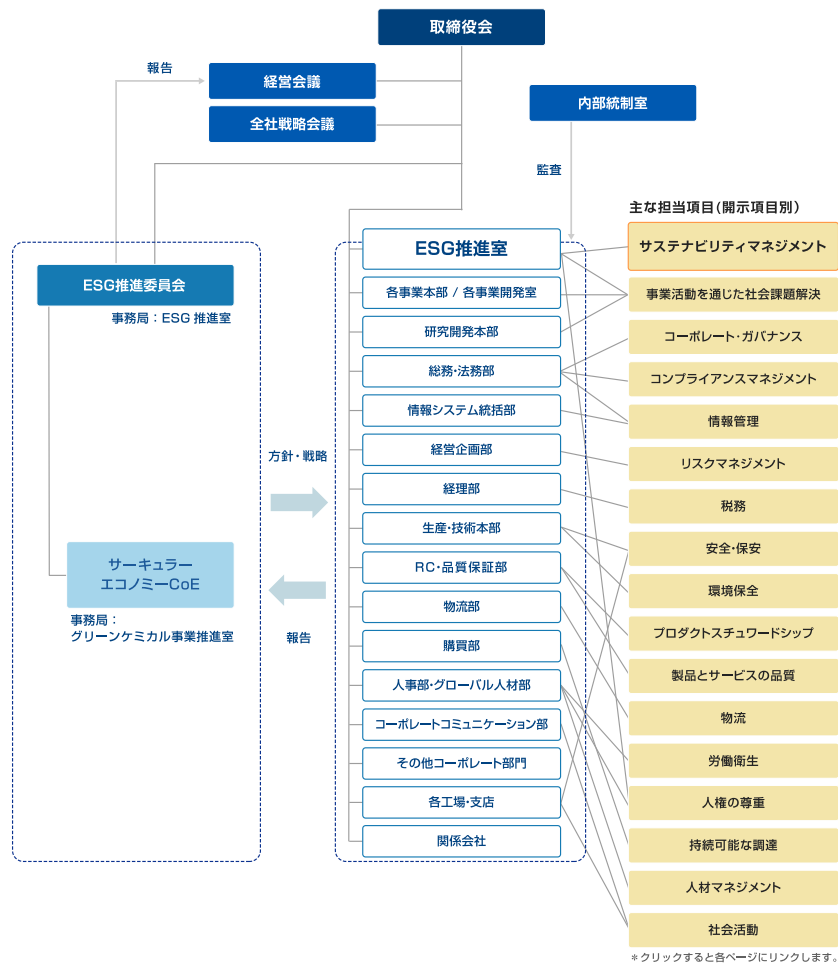 取締役会
報告
経営会議
全社戦略会議
内部統制室
監査
主な担当項目(開示項目別)
ESG推進委員会
事務局：ESG 推進室
サーキュラー
エコノミーCoE
事務局：
グリーンケミカル事業推進室
方針・戦略
報告
ESG推進室
各事業本部 / 各事業開発室
研究開発本部
総務・法務部
情報システム統括部
経営企画部
経理部
生産・技術本部
RC・品質保証部
物流部
購買部
人事部・グローバル人材部
コーポレートコミュニケーション部
その他コーポレート部門
各工場・支店
関係会社
サステナビリティマネジメント
事業活動を通じた社会課題解決
コーポレート・ガバナンス
コンプライアンスマネジメント
情報管理
リスクマネジメント
税務
安全・保安
環境保全
プロダクトスチュワードシップ
製品とサービスの品質
物流
労働衛生
人権の尊重
持続可能な調達
人材マネジメント
社会活動
＊クリックすると各ページにリンクします。